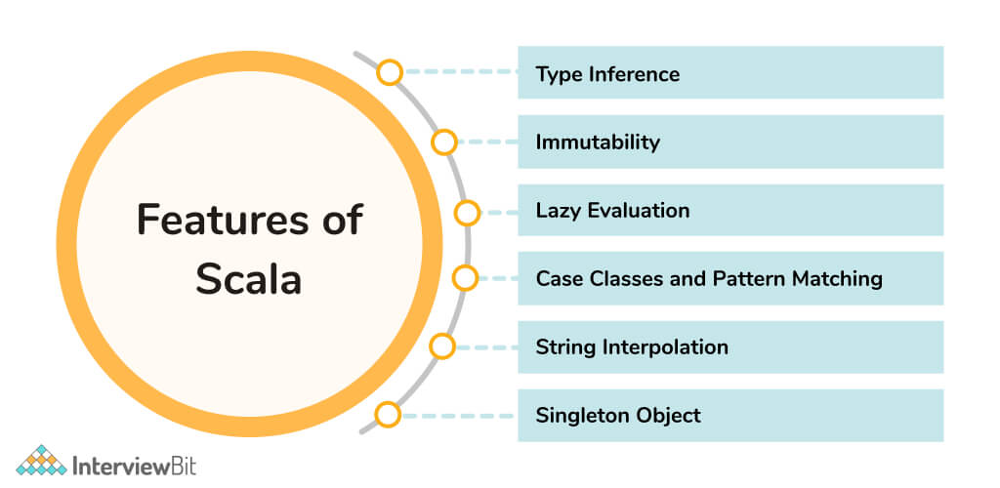 Features of
Scala
Type Inference
Immutability
Lazy Evaluation
Case Classes and Pattern Matching
String Interpolation
Singleton Object
InterviewBit